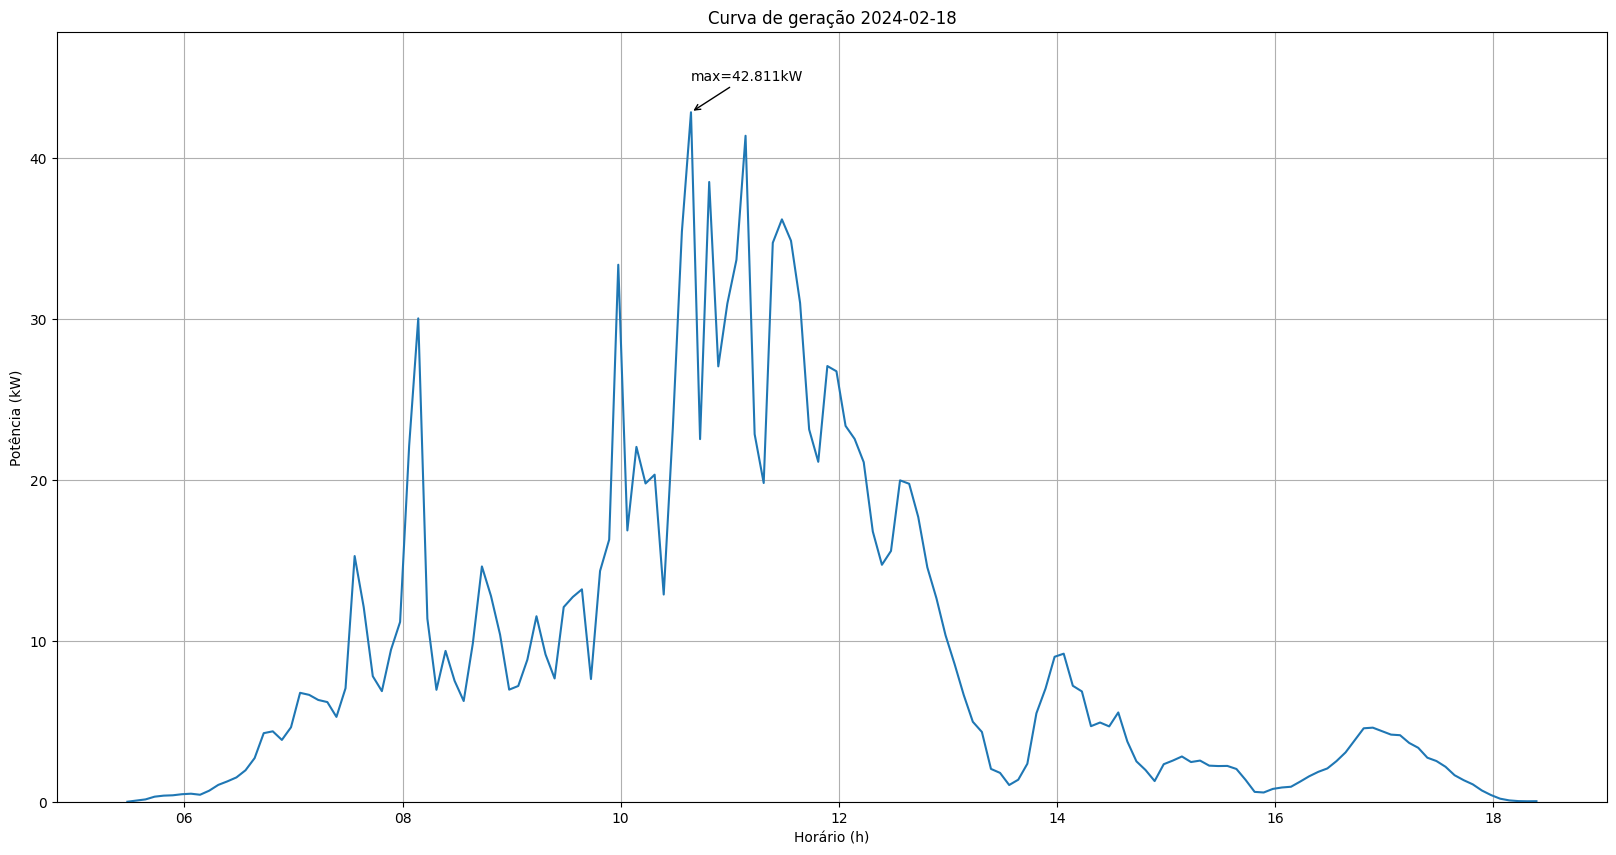 Curva de geração 2024-02-18
max=42.811kW
40
30
20
10
0
Potência (kW)
06 08 10 12 14 16 18
Horário (h)